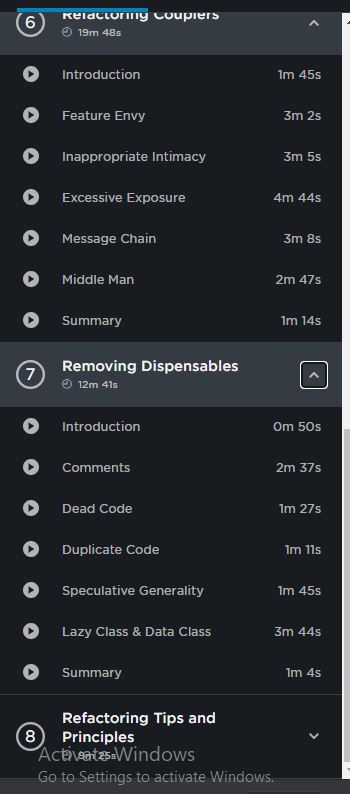 6
Refactoring Couplers
19m 48s
Introduction 1m 45s
Feature Envy 3m 2s
Inappropriate Intimacy 3m 5s
Excessive Exposure 4m 44s
Message Chain 3m 8s
Middle Man 2m 47s
Summary 1m 14s
7
Removing Dispensables
12m 41s
Introduction 0m 50s
Comments 2m 37s
Dead Code 1m 27s
Duplicate Code 1m 11s
Speculative Generality 1m 45s
Lazy Class & Data Class 3m 44s
Summary 1m 4s
8
Refactoring Tips and
Principles
9m 25s
Activate Windows
Go to Settings to activate Windows.